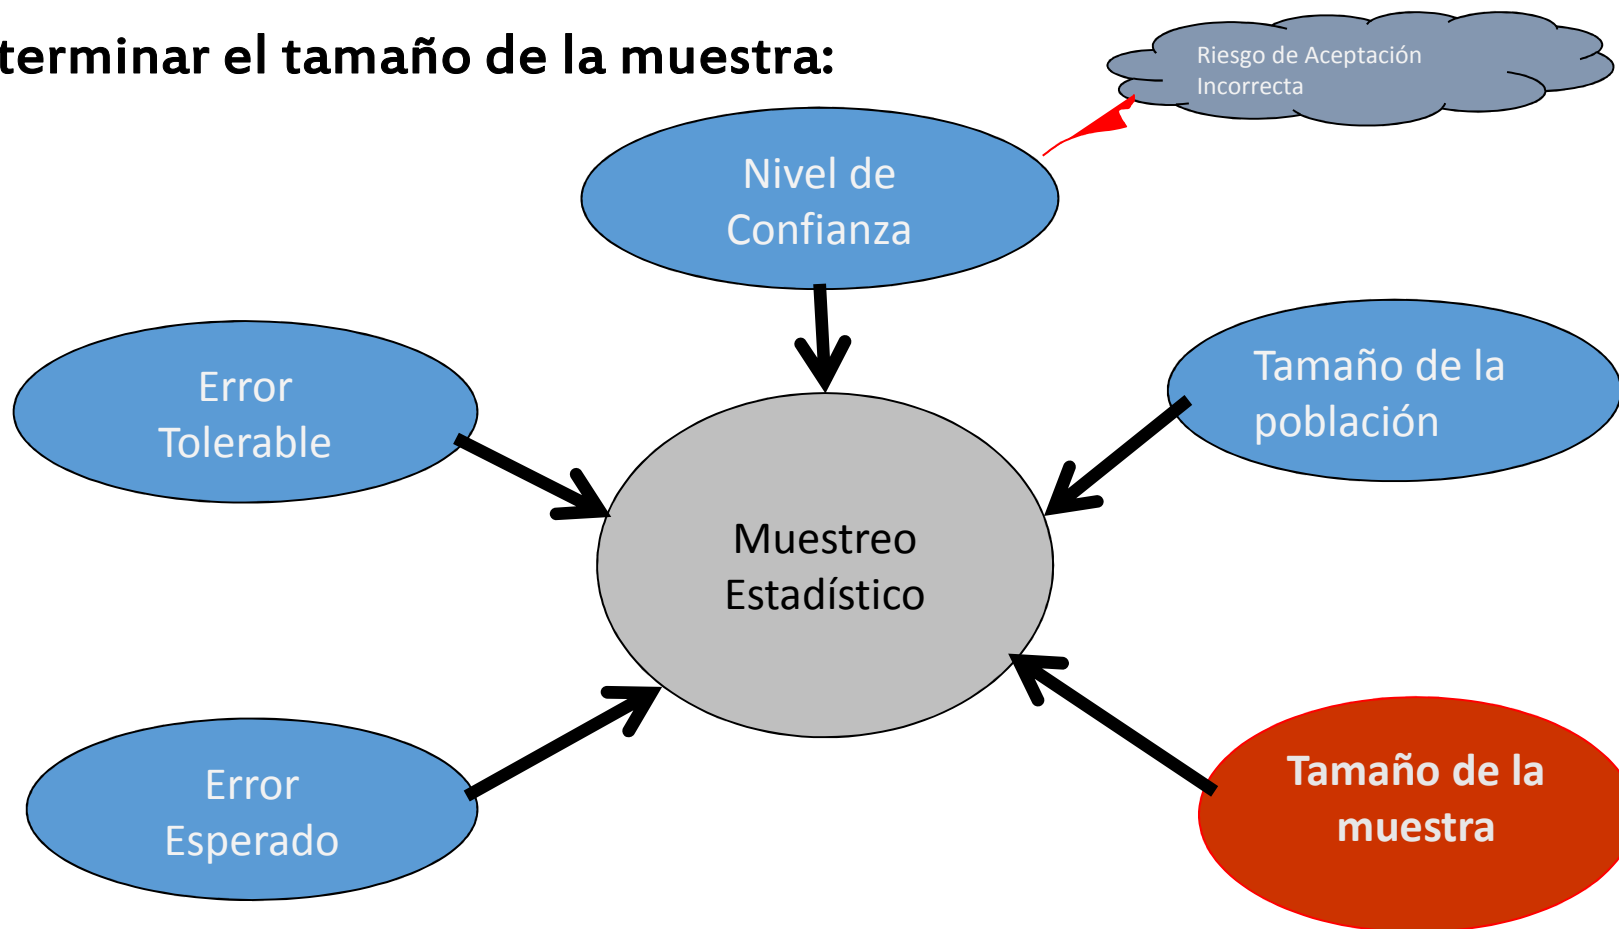 terminar el tamaño de la muestra:
Riesgo de Aceptación
Incorrecta
Nivel de
Confianza
Error
Tolerable
Tamaño de la
población
Muestreo
Estadístico
Error
Esperado
Tamaño de la
muestra